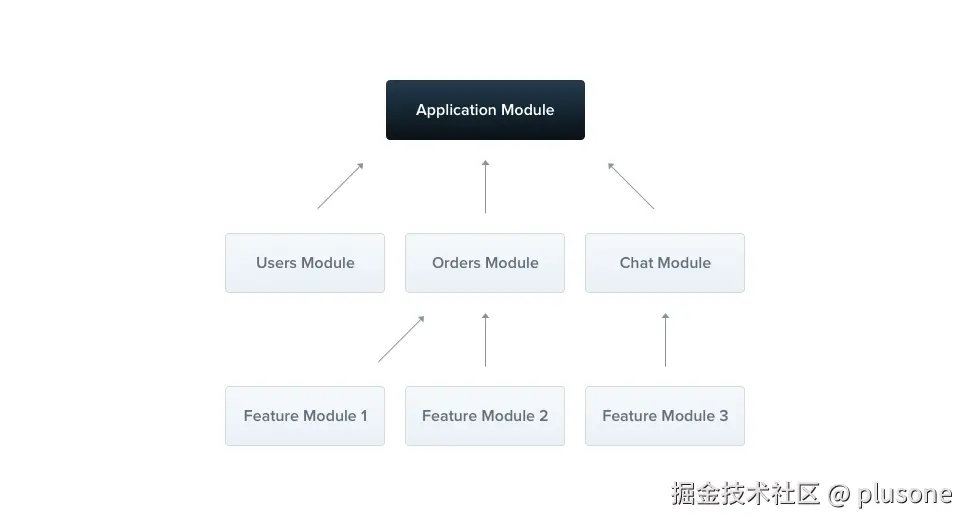 Application Module
Users Module
Orders Module
Chat Module
Feature Module 1
Feature Module 2
Feature Module 3
掘金技术社区 @ plusone